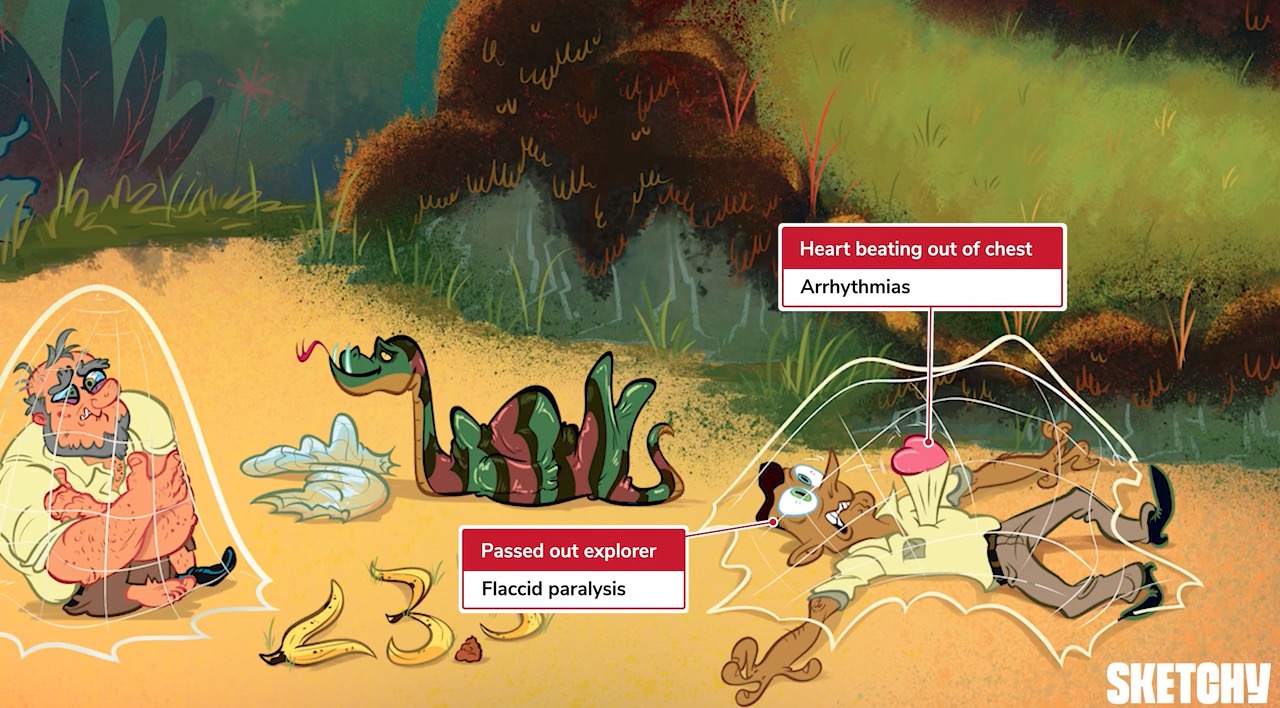 Heart beating out of chest
Arrhythmias
Passed out explorer
Flaccid paralysis
SKETCHY